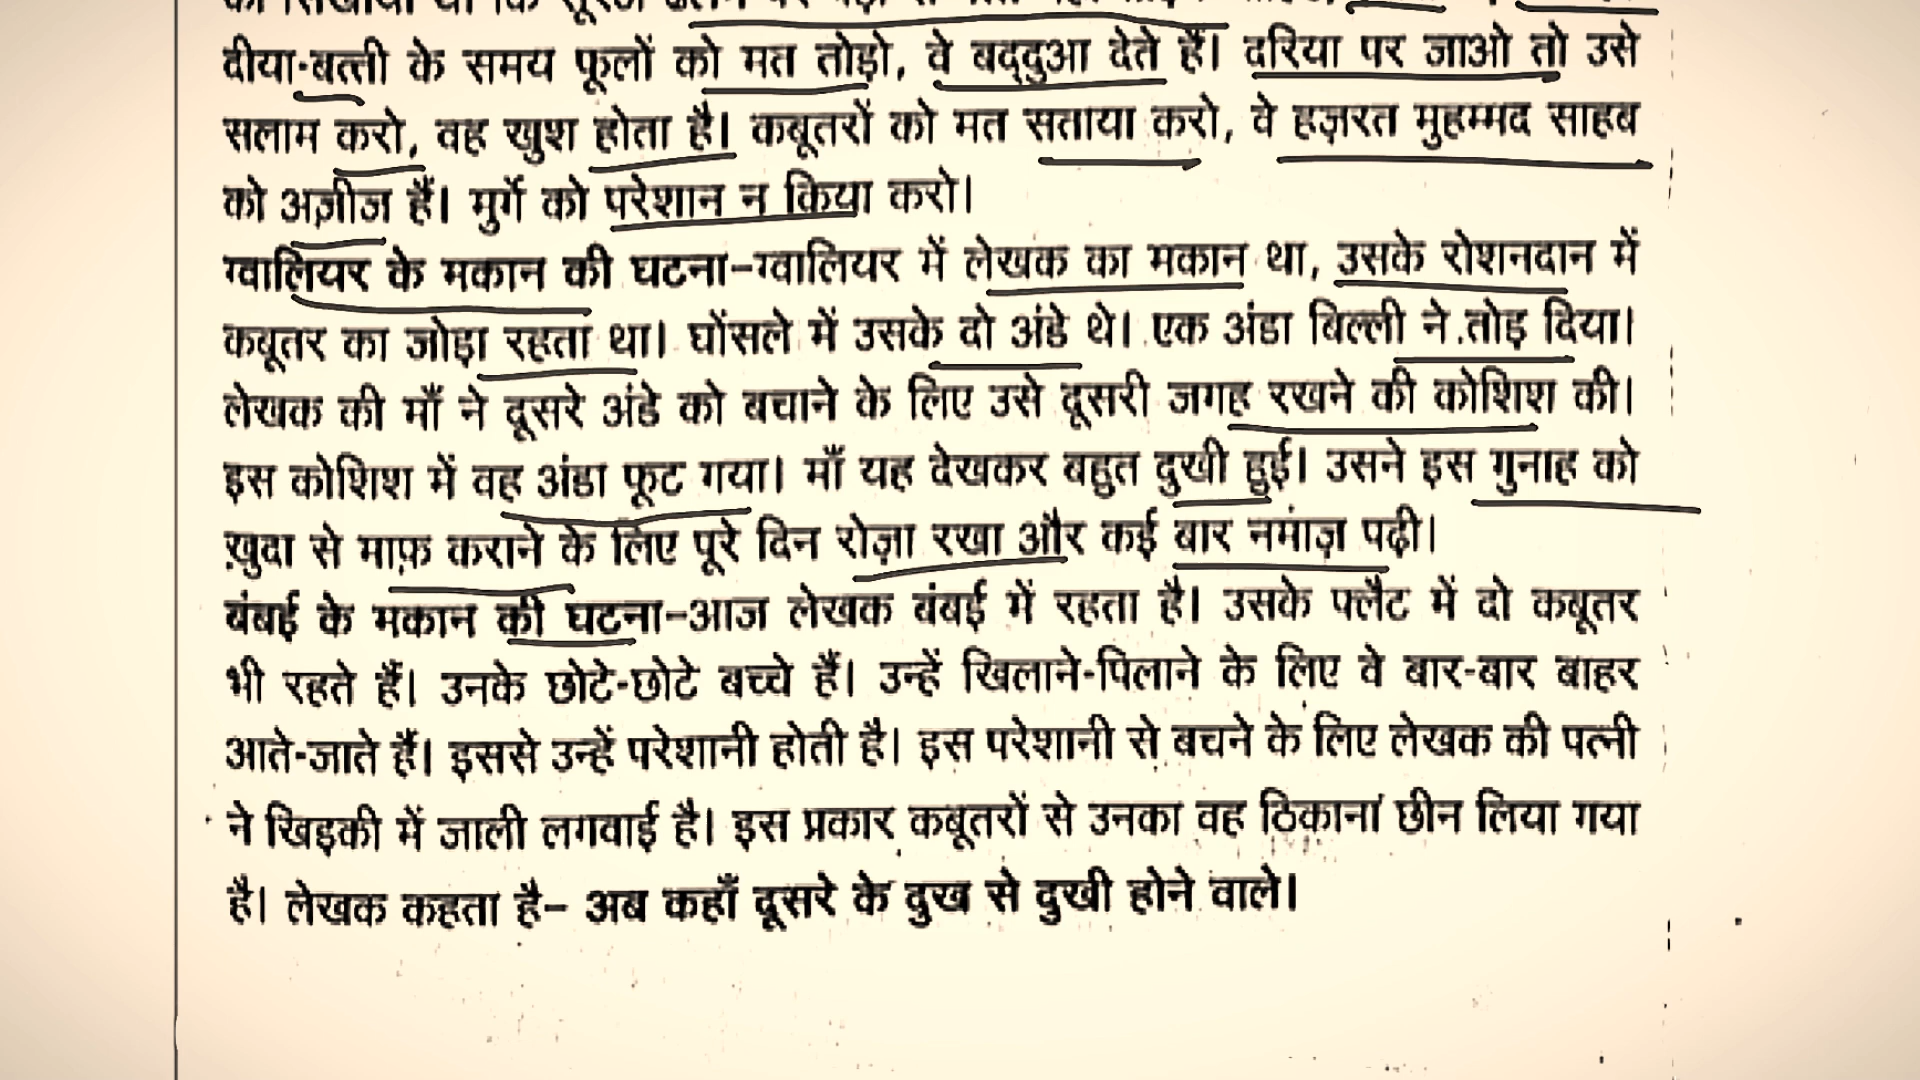 दीया-बत्ती के समय फूलों को मत तोड़ो, वे बद्दुआ देते हैं। दरिया पर जाओ तो उसे
सलाम करो, वह खुश होता है। कबूतरों को मत सताया करो, वे हज़रत मुहम्मद साहब
को अज़ीज हैं। मुर्गे को परेशान न किया करो।
ग्वालियर के मकान की घटना–ग्वालियर में लेखक का मकान था, उसके रोशनदान में
कबूतर का जोड़ा रहता था। घोंसले में उसके दो अंडे थे। एक अंडा बिल्ली ने तोड़ दिया।
लेखक की माँ ने दूसरे अंडे को बचाने के लिए उसे दूसरी जगह रखने की कोशिश की।
इस कोशिश में वह अंडा फूट गया। माँ यह देखकर बहुत दुखी हुई। उसने इस गुनाह को
ख़ुदा से माफ़ कराने के लिए पूरे दिन रोज़ा रखा और कई बार नमाज़ पढ़ी।
बंबई के मकान की घटना–आज लेखक बंबई में रहता है। उसके फ्लैट में दो कबूतर
भी रहते हैं। उनके छोटे-छोटे बच्चे हैं। उन्हें खिलाने-पिलाने के लिए वे बार-बार बाहर
आते-जाते हैं। इससे उन्हें परेशानी होती है। इस परेशानी से बचने के लिए लेखक की पत्नी
ने खिड़की में जाली लगवाई है। इस प्रकार कबूतरों से उनका वह ठिकाना छीन लिया गया
है। लेखक कहता है– अब कहाँ दूसरे के दुख से दुखी होने वाले।